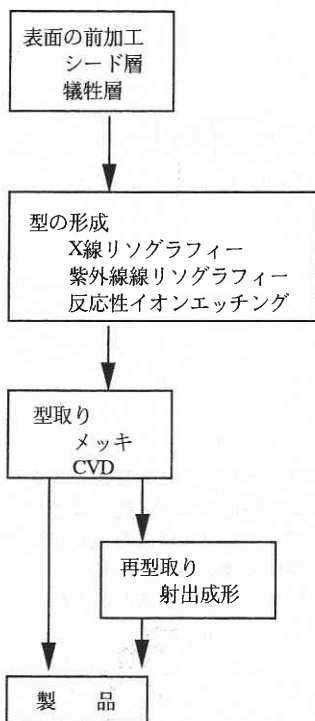 表面の前加工
シード層
犠牲層
型の形成
X線リソグラフィー
紫外線線リソグラフィー
反応性イオンエッチング
型取り
メッキ
CVD
再型取り
射出成形
製　品